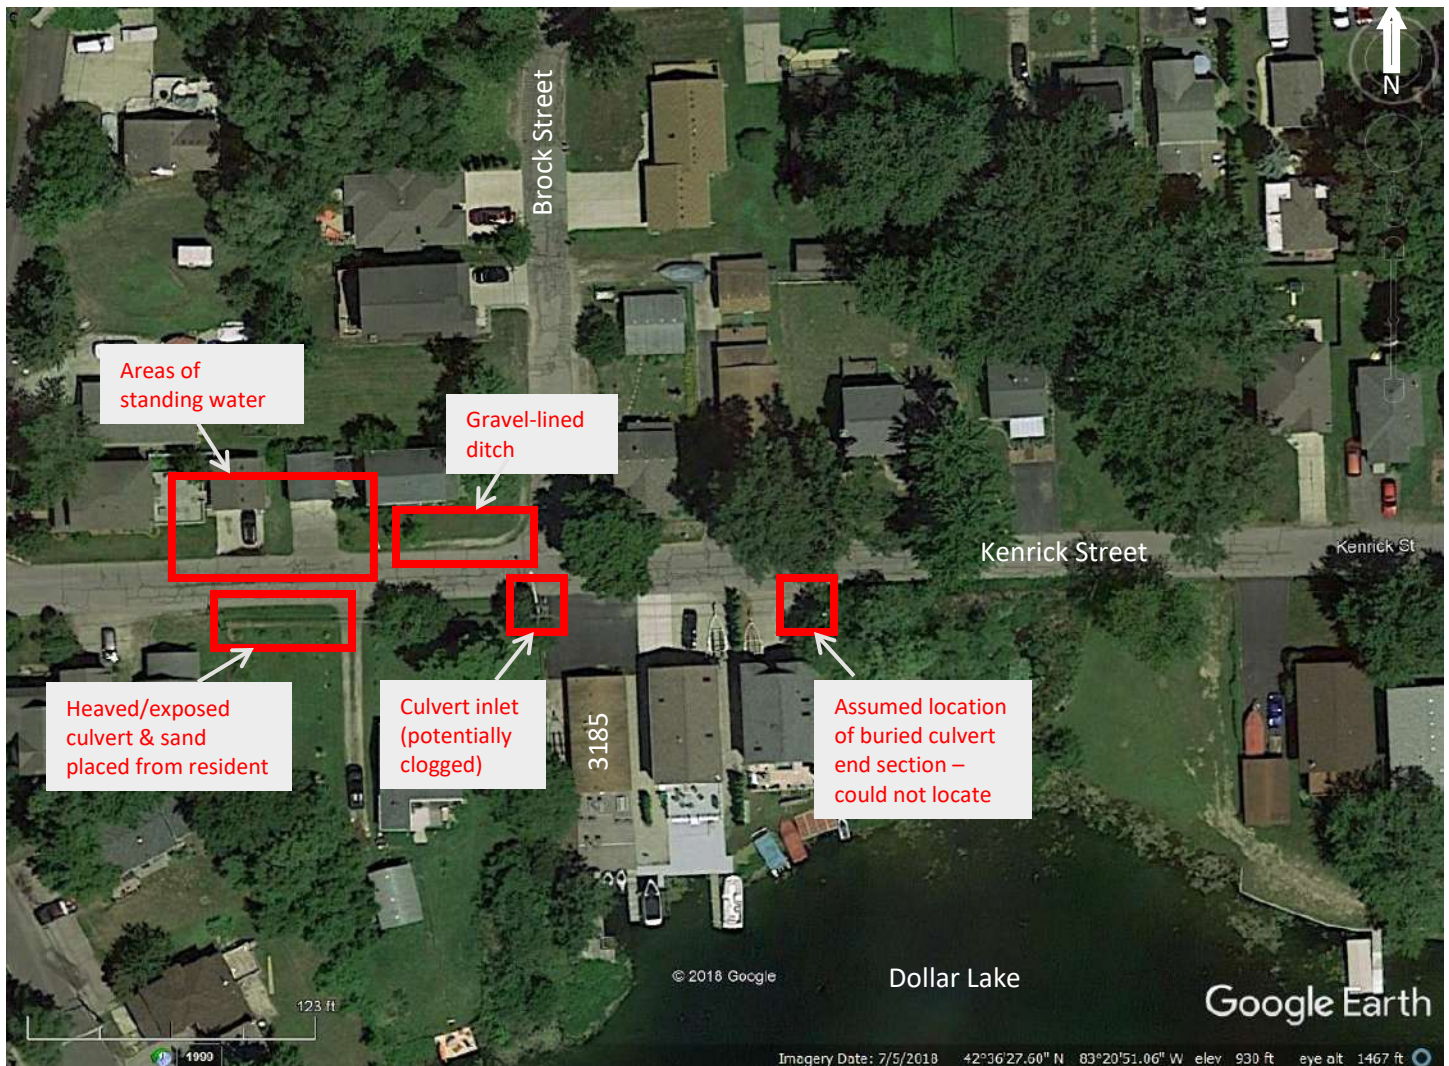 N
Brock Street
Areas of
standing water
Gravel-lined
ditch
Kenrick Street
Kenrick St
Heaved/exposed
culvert & sand
placed from resident
Culvert inlet
(potentially
clogged)
3185
Assumed location
of buried culvert
end section –
could not locate
© 2018 Google
Dollar Lake
Google Earth
123 ft
1999
Imagery Date: 7/5/2018 42°36'27.60" N 83°20'51.06" W elev 930 ft eye alt 1467 ft